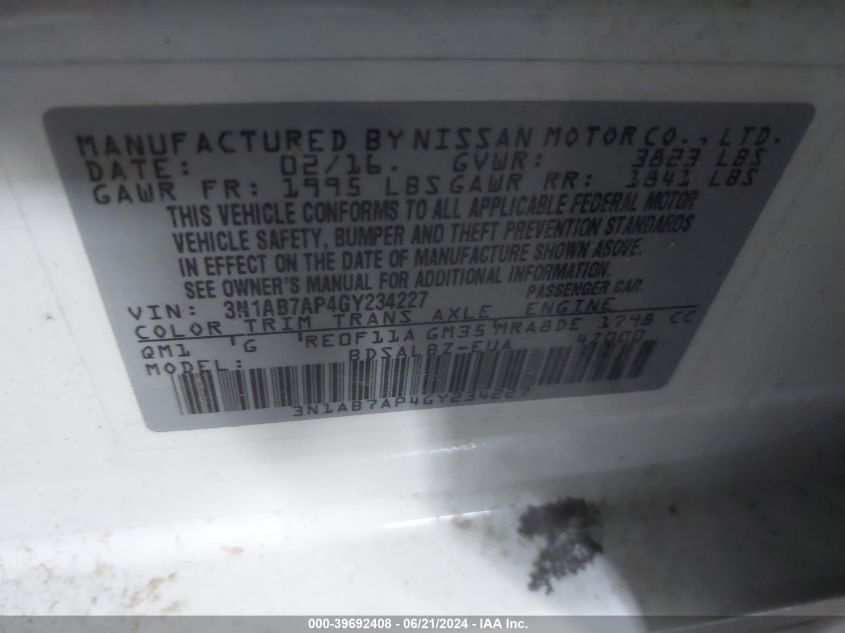 MANUFACTURED BY NISSAN MOTOR CO., LTD.
DATE: 02/16. GVWR: 3823 LBS
GAWR FR: 1995 LBS GAWR RR: 1841 LBS
THIS VEHICLE CONFORMS TO ALL APPLICABLE FEDERAL MOTOR
VEHICLE SAFETY, BUMPER AND THEFT PREVENTION STANDARDS
IN EFFECT ON THE DATE OF MANUFACTURE SHOWN ABOVE.
SEE OWNER'S MANUAL FOR ADDITIONAL INFORMATION.
VIN: 3N1AB7AP4GY234227 PASSENGER CAR.
COLOR TRIM TRANS AXLE ENGINE
QM1 G RE0F11A GM35 MRA8DE 1798 CC
MODEL: BDSALBZ-EUA
3N1AB7AP4GY234227
000-39692408 - 06/21/2024 - IAA Inc.